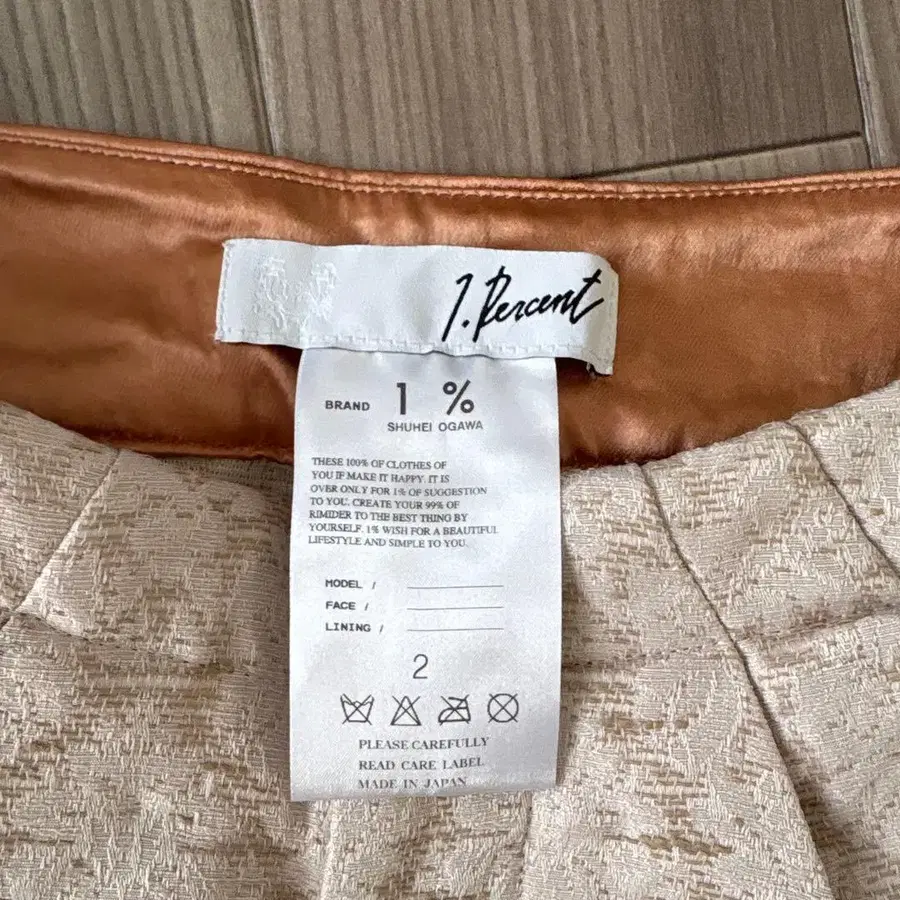 1.Percent
BRAND 1 %
SHUHEI OGAWA
THESE 100% OF CLOTHES OF
YOU IF MAKE IT HAPPY. IT IS
OVER ONLY FOR 1% OF SUGGESTION
TO YOU. CREATE YOUR 99% OF
RIMIDER TO THE BEST THING BY
YOURSELF. 1% WISH FOR A BEAUTIFUL
LIFESTYLE AND SIMPLE TO YOU.
MODEL /
FACE /
LINING /
2
PLEASE CAREFULLY
READ CARE LABEL
MADE IN JAPAN